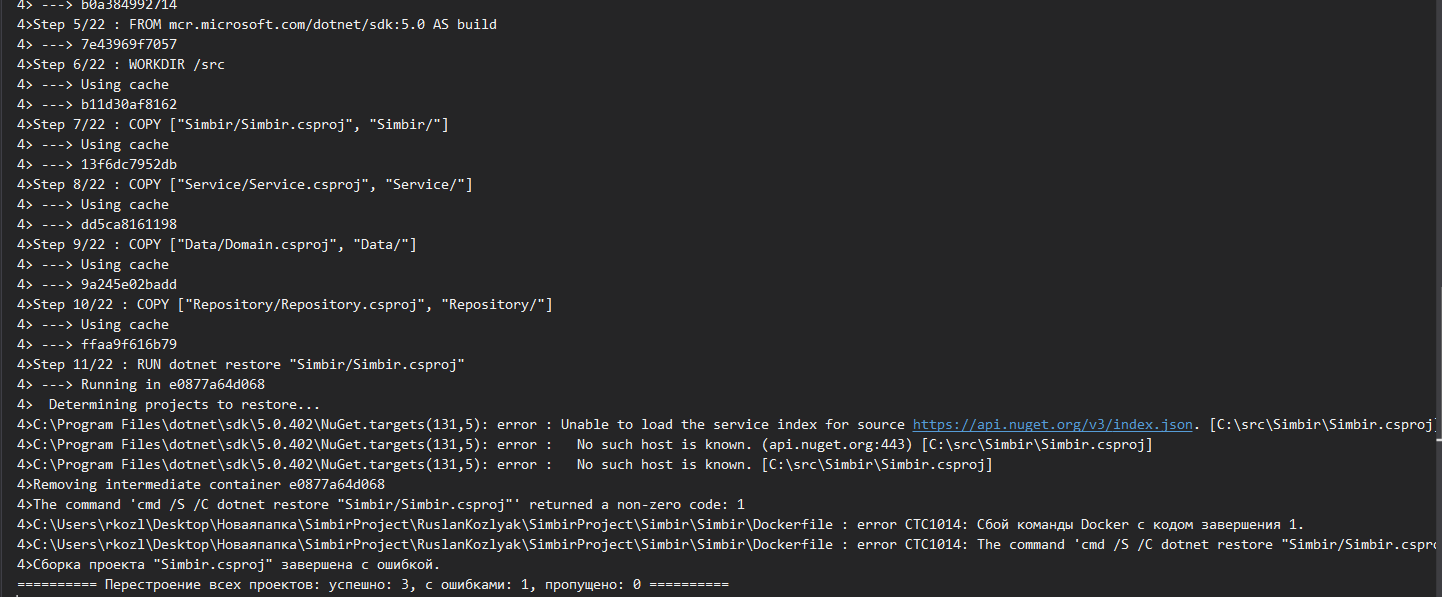 4> ---> b0a384992714
4>Step 5/22 : FROM mcr.microsoft.com/dotnet/sdk:5.0 AS build
4> ---> 7e43969f7057
4>Step 6/22 : WORKDIR /src
4> ---> Using cache
4> ---> b11d30af8162
4>Step 7/22 : COPY ["Simbir/Simbir.csproj", "Simbir/"]
4> ---> Using cache
4> ---> 13f6dc7952db
4>Step 8/22 : COPY ["Service/Service.csproj", "Service/"]
4> ---> Using cache
4> ---> dd5ca8161198
4>Step 9/22 : COPY ["Data/Domain.csproj", "Data/"]
4> ---> Using cache
4> ---> 9a245e02badd
4>Step 10/22 : COPY ["Repository/Repository.csproj", "Repository/"]
4> ---> Using cache
4> ---> ffaa9f616b79
4>Step 11/22 : RUN dotnet restore "Simbir/Simbir.csproj"
4> ---> Running in e0877a64d068
4>  Determining projects to restore...
4>C:\Program Files\dotnet\sdk\5.0.402\NuGet.targets(131,5): error : Unable to load the service index for source https://api.nuget.org/v3/index.json. [C:\src\Simbir\Simbir.csproj]
4>C:\Program Files\dotnet\sdk\5.0.402\NuGet.targets(131,5): error :   No such host is known. (api.nuget.org:443) [C:\src\Simbir\Simbir.csproj]
4>C:\Program Files\dotnet\sdk\5.0.402\NuGet.targets(131,5): error :   No such host is known. [C:\src\Simbir\Simbir.csproj]
4>Removing intermediate container e0877a64d068
4>The command 'cmd /S /C dotnet restore "Simbir/Simbir.csproj"' returned a non-zero code: 1
4>C:\Users\rkozl\Desktop\Новаяпапка\SimbirProject\RuslanKozlyak\SimbirProject\Simbir\Simbir\Dockerfile : error CTC1014: Сбой команды Docker с кодом завершения 1.
4>C:\Users\rkozl\Desktop\Новаяпапка\SimbirProject\RuslanKozlyak\SimbirProject\Simbir\Simbir\Dockerfile : error CTC1014: The command 'cmd /S /C dotnet restore "Simbir/Simbir.cspro
4>Сборка проекта "Simbir.csproj" завершена с ошибкой.
========== Перестроение всех проектов: успешно: 3, с ошибками: 1, пропущено: 0 ==========